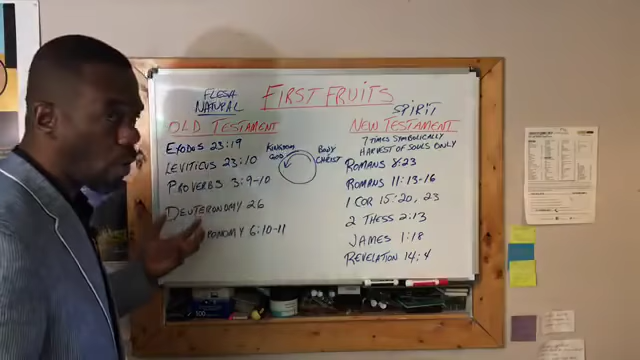 FLESH
NATURAL
FIRST FRUITS
SPIRIT
OLD TESTAMENT
EXODUS 23:19
LEVITICUS 23:10
PROVERBS 3:9-10
DEUTERONOMY 26
6:10-11
KINGDOM
GOD
BODY
CHRIST
NEW TESTAMENT
7 TIMES SYMBOLICALLY
HARVEST OF SOULS ONLY
ROMANS 8:23
ROMANS 11:13-16
1 COR 15:20, 23
2 THESS 2:13
JAMES 1:18
REVELATION 14:4